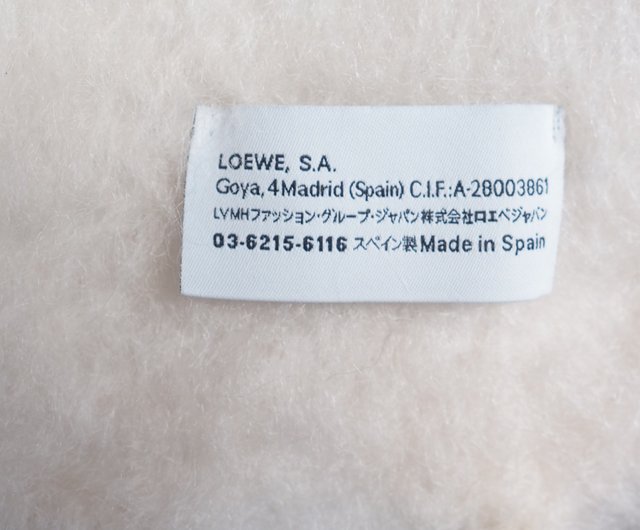 LOEWE, S.A.
Goya, 4 Madrid (Spain) C.I.F.: A-28003861
LVMHファッション・グループ・ジャパン株式会社ロエベジャパン
03-6215-6116 スペイン製 Made in Spain